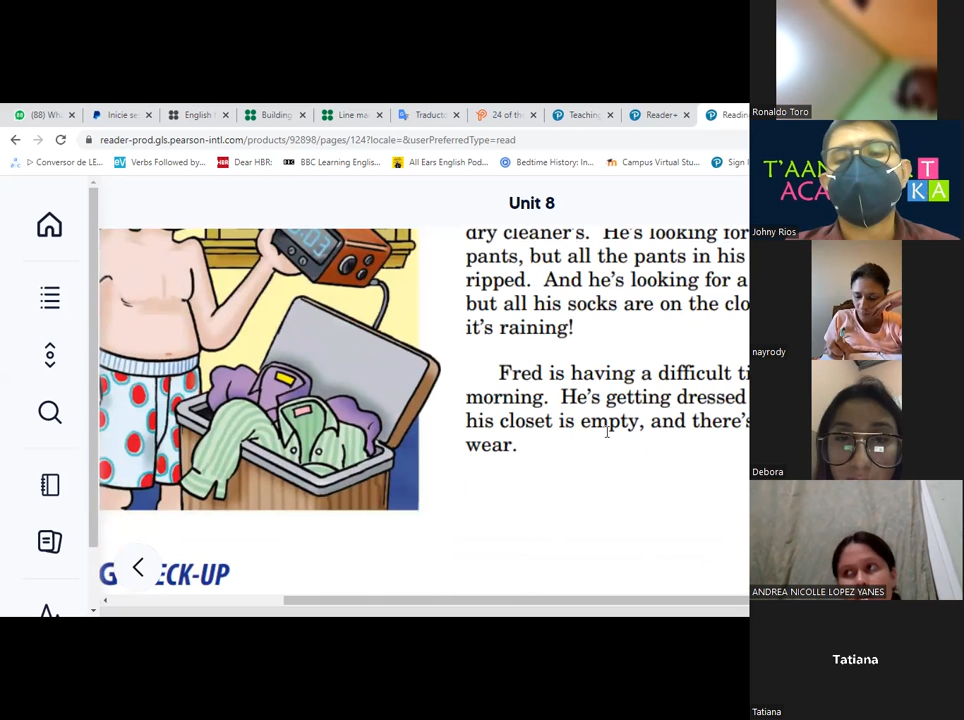 (88) Wha
Inicie se
English
Building
Line ma
Traducto
24 of th
Teaching
Reader+
Readin
reader-prod.gls.pearson-intl.com/products/92898/pages/124?locale=&userPreferredType=read
Conversor de LE...
Verbs Followed by...
Dear HBR:
BBC Learning Englis...
All Ears English Pod...
Bedtime History: In...
Campus Virtual Stu...
Sign I
Unit 8
dry cleaner's. He's looking for
pants, but all the pants in his
ripped. And he's looking for a
but all his socks are on the clo
it's raining!
Fred is having a difficult ti
morning. He's getting dressed
his closet is empty, and there's
wear.
G
ECK-UP
Ronaldo Toro
T'AAN
ACA
T
K A
Johny Rios
nayrody
Debora
ANDREA NICOLLE LOPEZ YANES
Tatiana
Tatiana